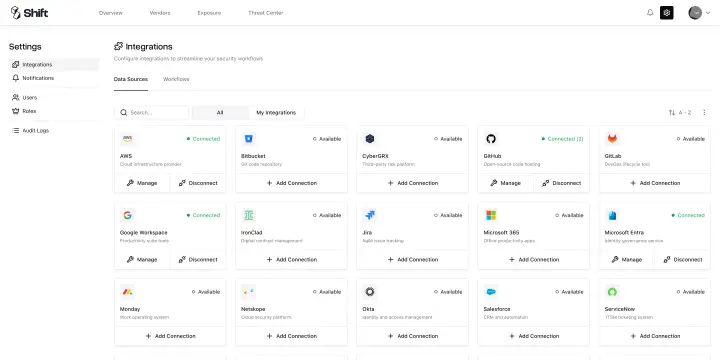 Shift
Overview Vendors Exposure Threat Center
Settings
Integrations
Notifications
Users
Roles
Audit Logs
Integrations
Configure integrations to streamline your security workflows
Data Sources Workflows
Search... All My Integrations A - Z
Connected Available Available Connected (2) Available
AWS Bitbucket CyberGRX GitHub GitLab
Cloud infrastructure provider Git code repository Third-party risk platform Open-source code hosting DevOps lifecycle tool
Manage Disconnect Add Connection Add Connection Manage Disconnect Add Connection
Connected Available Available Available Connected
Google Workspace IronClad Jira Microsoft 365 Microsoft Entra
Productivity suite tools Digital contract management Agile issue tracking Office productivity apps Identity governance service
Manage Disconnect Add Connection Add Connection Add Connection Manage Disconnect
Available Available Available Available Available
Monday Netskope Okta Salesforce ServiceNow
Work operating system Cloud security platform Identity and access management CRM and automation ITSM ticketing system
Add Connection Add Connection Add Connection Add Connection Add Connection